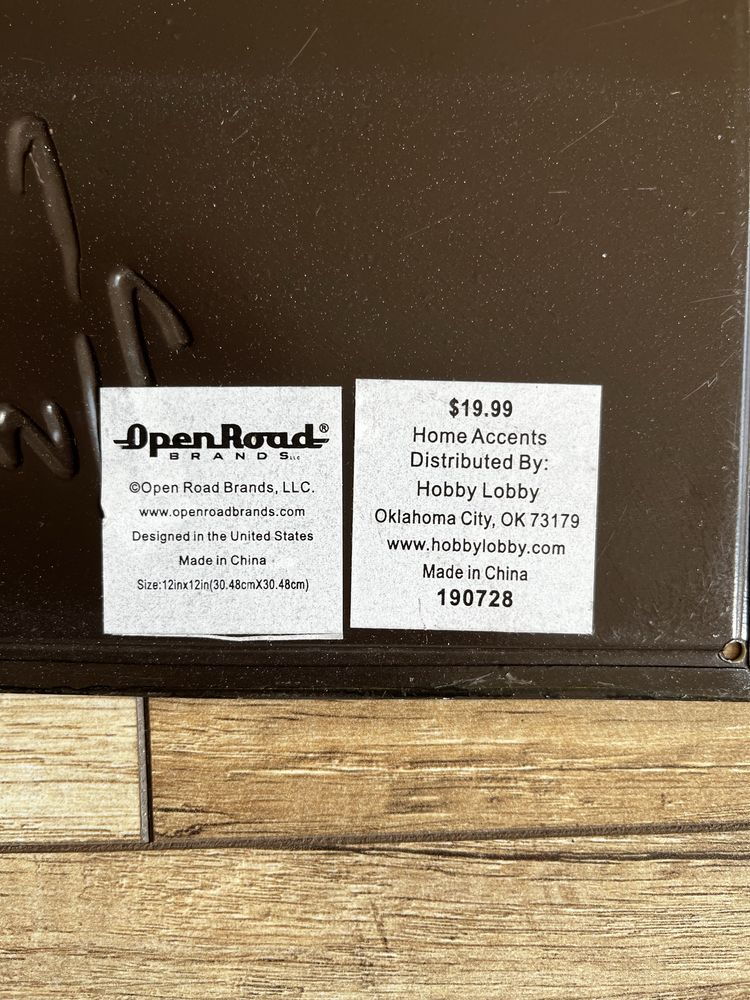 OpenRoad®
BRANDS LLC
©Open Road Brands, LLC.
www.openroadbrands.com
Designed in the United States
Made in China
Size:12inx12in(30.48cmX30.48cm)
$19.99
Home Accents
Distributed By:
Hobby Lobby
Oklahoma City, OK 73179
www.hobbylobby.com
Made in China
190728